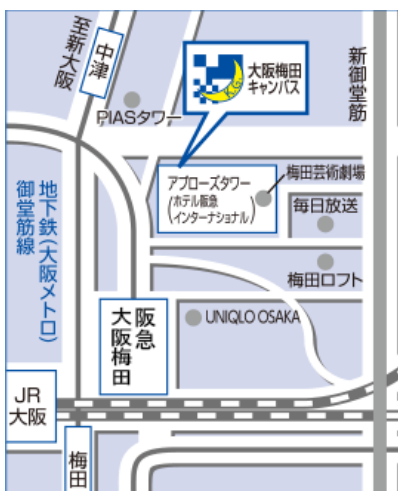 至新大阪
中津
PIASタワー
大阪梅田
キャンパス
新御堂筋
アプローズタワー
(ホテル阪急
インターナショナル)
梅田芸術劇場
毎日放送
梅田ロフト
地下鉄(大阪メトロ)
御堂筋線
阪急
大阪梅田
UNIQLO OSAKA
JR
大阪
梅田